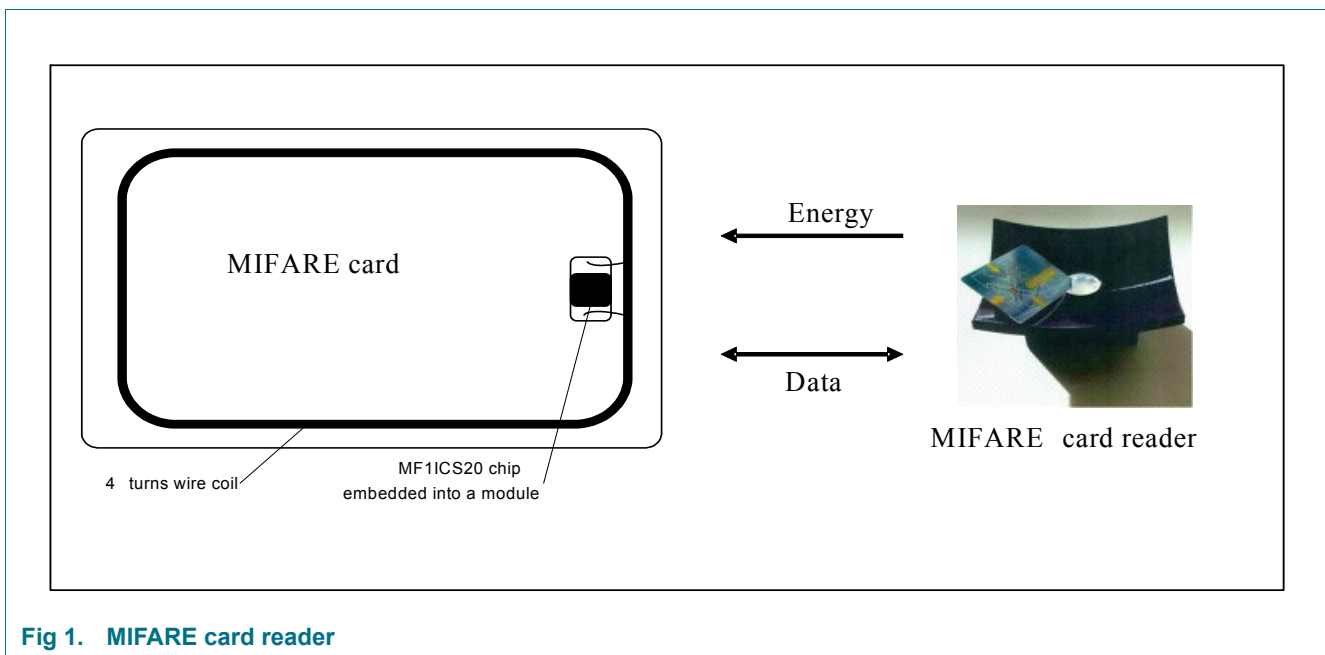 MIFARE card
Energy
Data
MIFARE card reader
4 turns wire coil
MF1ICS20 chip
embedded into a module
Fig 1. MIFARE card reader